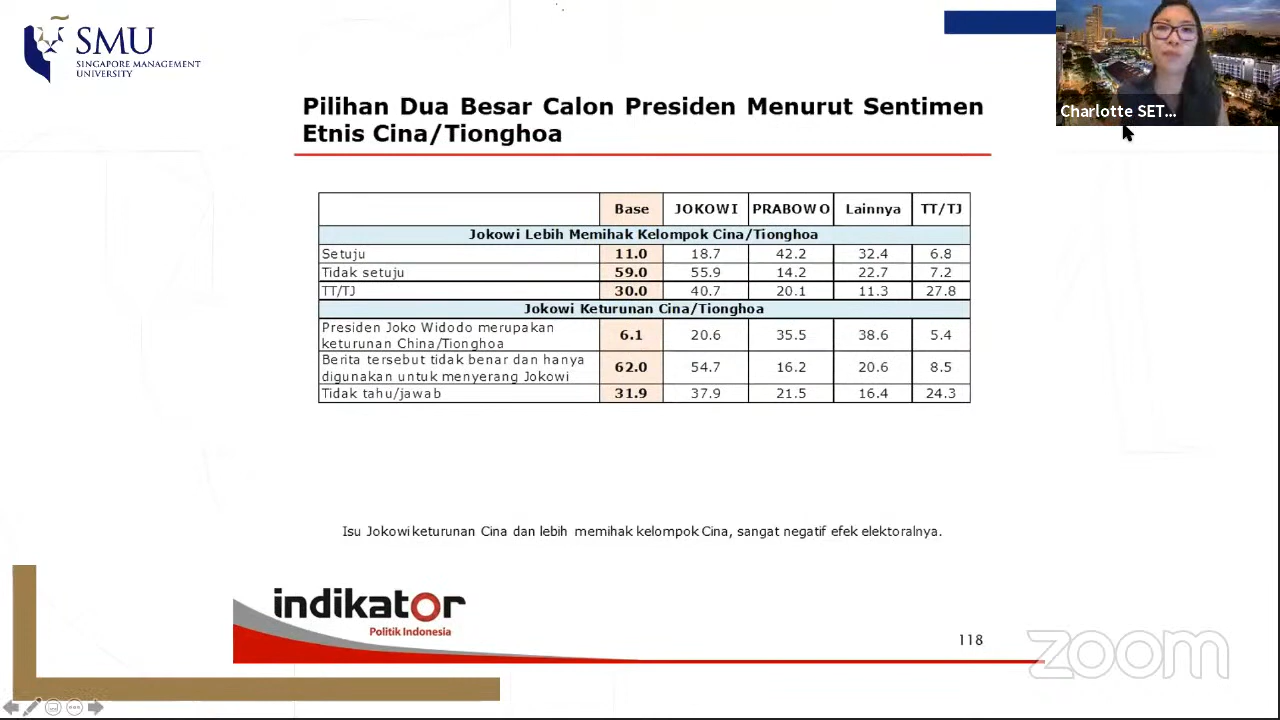 SMU
SINGAPORE MANAGEMENT
UNIVERSITY
Charlotte SET...
Pilihan Dua Besar Calon Presiden Menurut Sentimen
Etnis Cina/Tionghoa
Base JOKOWI PRABOWO Lainnya TT/TJ
Jokowi Lebih Memihak Kelompok Cina/Tionghoa
Setuju 11.0 18.7 42.2 32.4 6.8
Tidak setuju 59.0 55.9 14.2 22.7 7.2
TT/TJ 30.0 40.7 20.1 11.3 27.8
Jokowi Keturunan Cina/Tionghoa
Presiden Joko Widodo merupakan
keturunan China/Tionghoa 6.1 20.6 35.5 38.6 5.4
Berita tersebut tidak benar dan hanya
digunakan untuk menyerang Jokowi 62.0 54.7 16.2 20.6 8.5
Tidak tahu/jawab 31.9 37.9 21.5 16.4 24.3
Isu Jokowi keturunan Cina dan lebih memihak kelompok Cina, sangat negatif efek elektoralnya.
indikator
Politik Indonesia
118
zoom